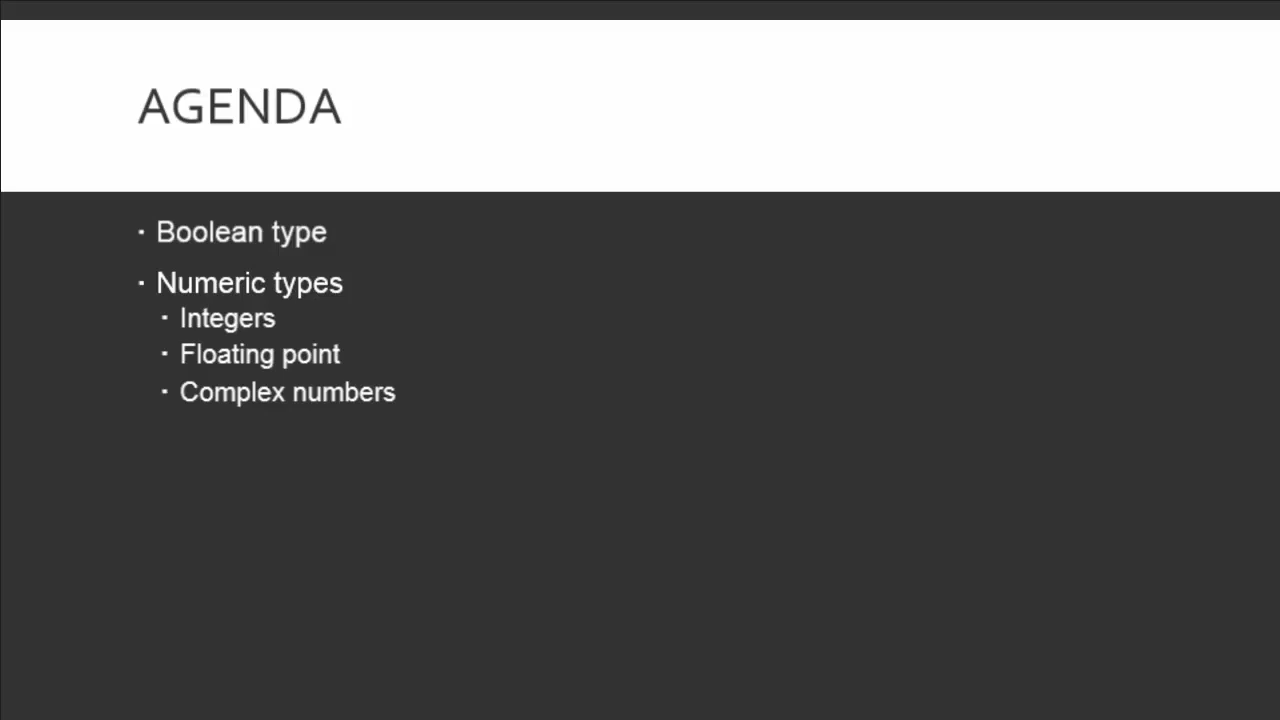 AGENDA
· Boolean type
· Numeric types
· Integers
· Floating point
· Complex numbers